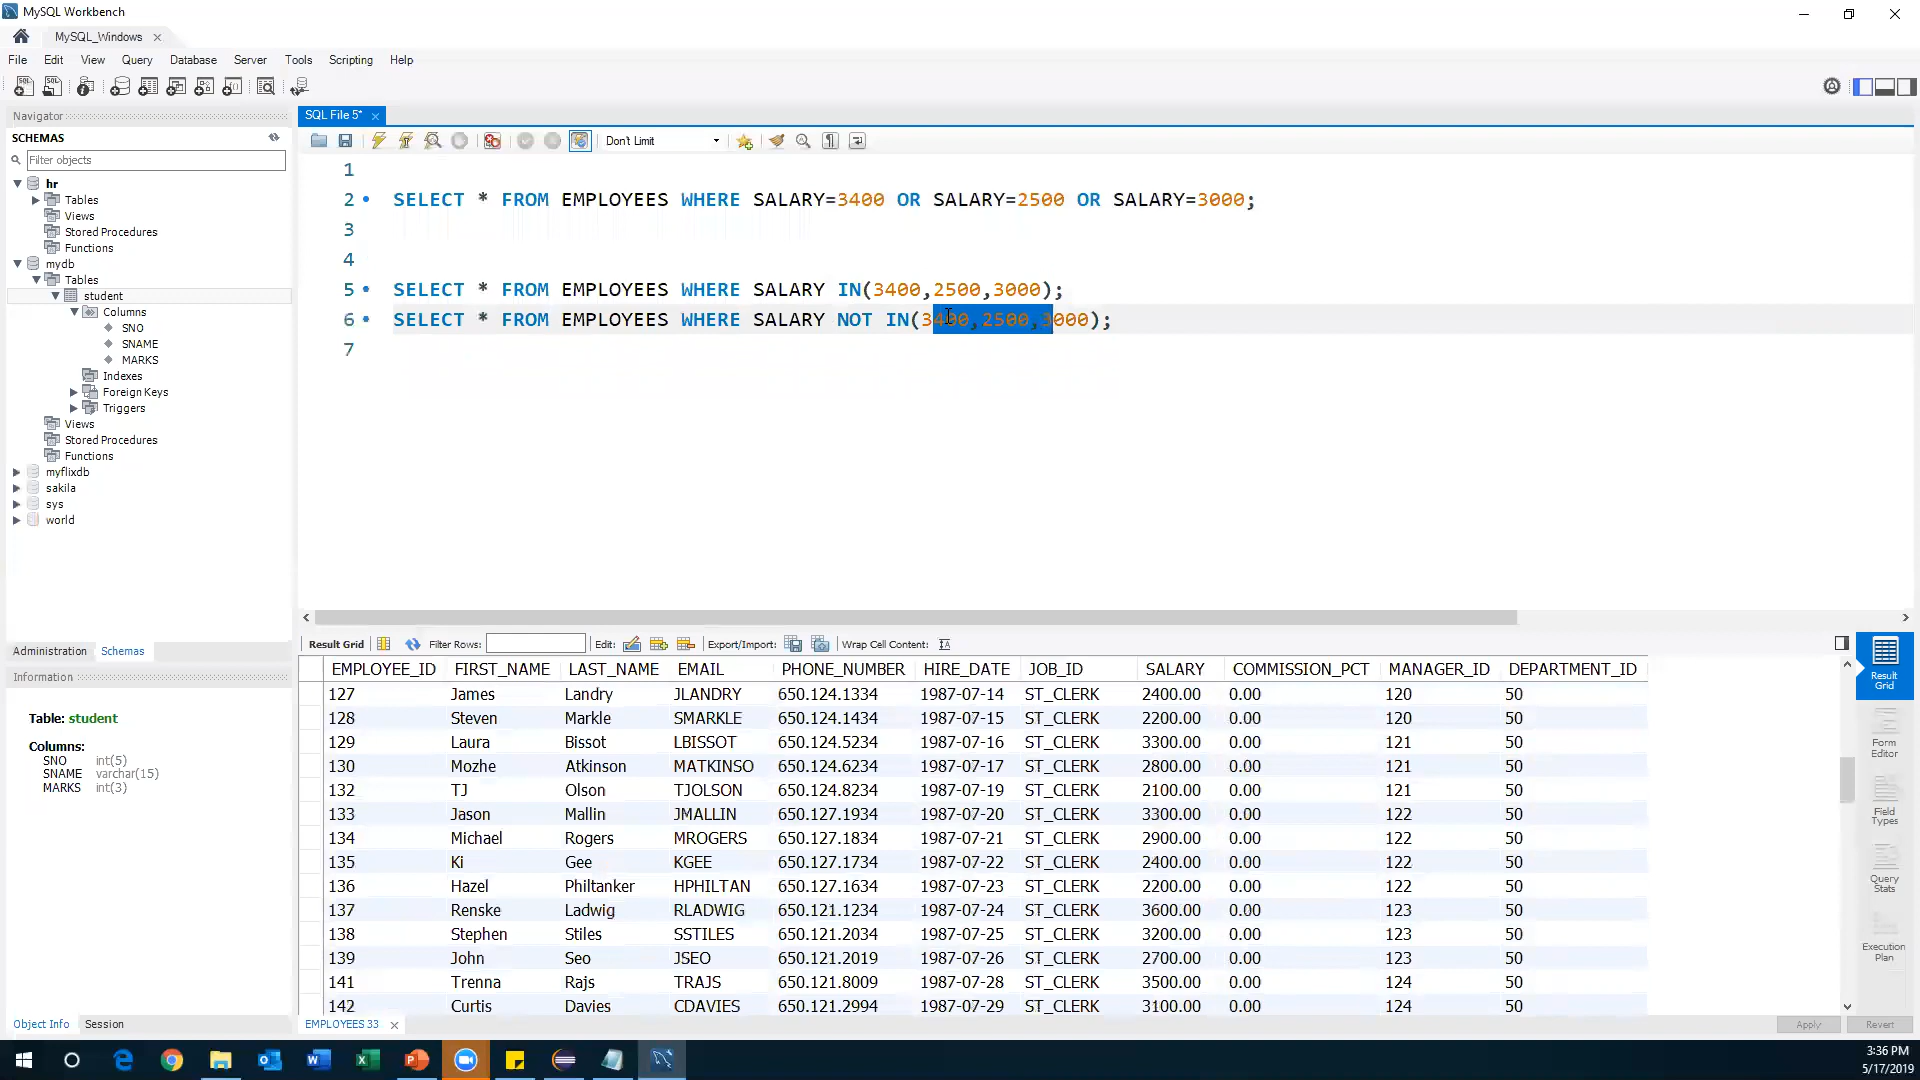 MySQL Workbench
MySQL_Windows
File Edit View Query Database Server Tools Scripting Help
Navigator
SCHEMAS
Filter objects
hr
Tables
Views
Stored Procedures
Functions
mydb
Tables
student
Columns
SNO
SNAME
MARKS
Indexes
Foreign Keys
Triggers
Views
Stored Procedures
Functions
myflixdb
sakila
sys
world
Administration Schemas
Information
Table: student
Columns:
SNO int(5)
SNAME varchar(15)
MARKS int(3)
Object Info Session
SQL File 5*
Don't Limit
1
2 SELECT * FROM EMPLOYEES WHERE SALARY=3400 OR SALARY=2500 OR SALARY=3000;
3
4
5 SELECT * FROM EMPLOYEES WHERE SALARY IN(3400,2500,3000);
6 SELECT * FROM EMPLOYEES WHERE SALARY NOT IN(3400,2500,3000);
7
Result Grid Filter Rows: Edit: Export/Import: Wrap Cell Content:
EMPLOYEE_ID FIRST_NAME LAST_NAME EMAIL PHONE_NUMBER HIRE_DATE JOB_ID SALARY COMMISSION_PCT MANAGER_ID DEPARTMENT_ID
127 James Landry JLANDRY 650.124.1334 1987-07-14 ST_CLERK 2400.00 0.00 120 50
128 Steven Markle SMARKLE 650.124.1434 1987-07-15 ST_CLERK 2200.00 0.00 120 50
129 Laura Bissot LBISSOT 650.124.5234 1987-07-16 ST_CLERK 3300.00 0.00 121 50
130 Mozhe Atkinson MATKINSO 650.124.6234 1987-07-17 ST_CLERK 2800.00 0.00 121 50
132 TJ Olson TJOLSON 650.124.8234 1987-07-19 ST_CLERK 2100.00 0.00 121 50
133 Jason Mallin JMALLIN 650.127.1934 1987-07-20 ST_CLERK 3300.00 0.00 122 50
134 Michael Rogers MROGERS 650.127.1834 1987-07-21 ST_CLERK 2900.00 0.00 122 50
135 Ki Gee KGEE 650.127.1734 1987-07-22 ST_CLERK 2400.00 0.00 122 50
136 Hazel Philtanker HPHILTAN 650.127.1634 1987-07-23 ST_CLERK 2200.00 0.00 122 50
137 Renske Ladwig RLADWIG 650.121.1234 1987-07-24 ST_CLERK 3600.00 0.00 123 50
138 Stephen Stiles SSTILES 650.121.2034 1987-07-25 ST_CLERK 3200.00 0.00 123 50
139 John Seo JSEO 650.121.2019 1987-07-26 ST_CLERK 2700.00 0.00 123 50
141 Trenna Rajs TRAJS 650.121.8009 1987-07-28 ST_CLERK 3500.00 0.00 124 50
142 Curtis Davies CDAVIES 650.121.2994 1987-07-29 ST_CLERK 3100.00 0.00 124 50
EMPLOYEES 33
Apply Revert
Result
Grid
Form
Editor
Field
Types
Query
Stats
Execution
Plan
3:36 PM
5/17/2019